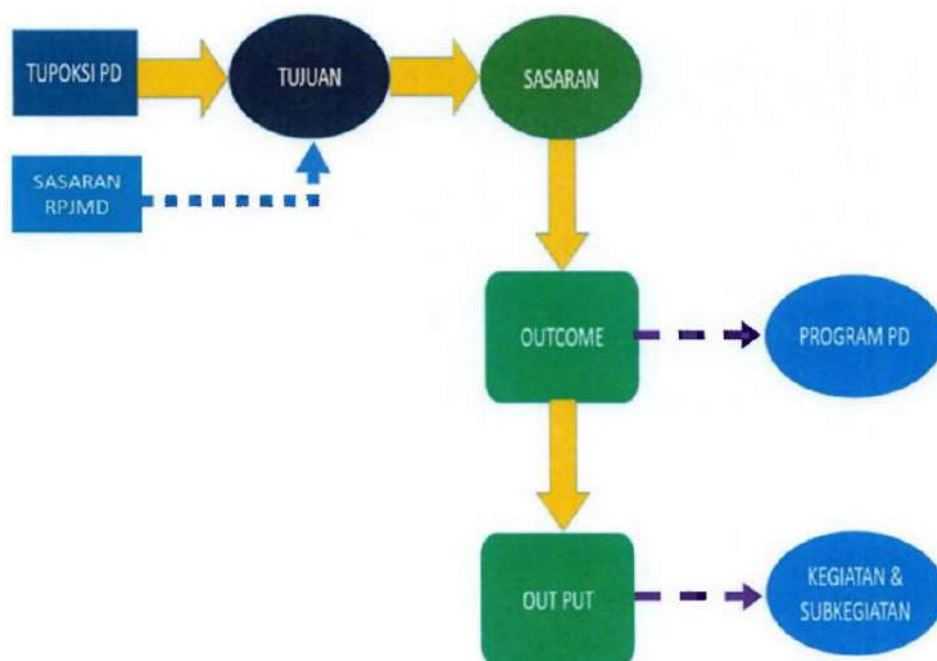 TUPOKSI PD
TUJUAN
SASARAN
SASARAN
RPJMD
OUTCOME
PROGRAM PD
OUT PUT
KEGIATAN &
SUBKEGIATAN